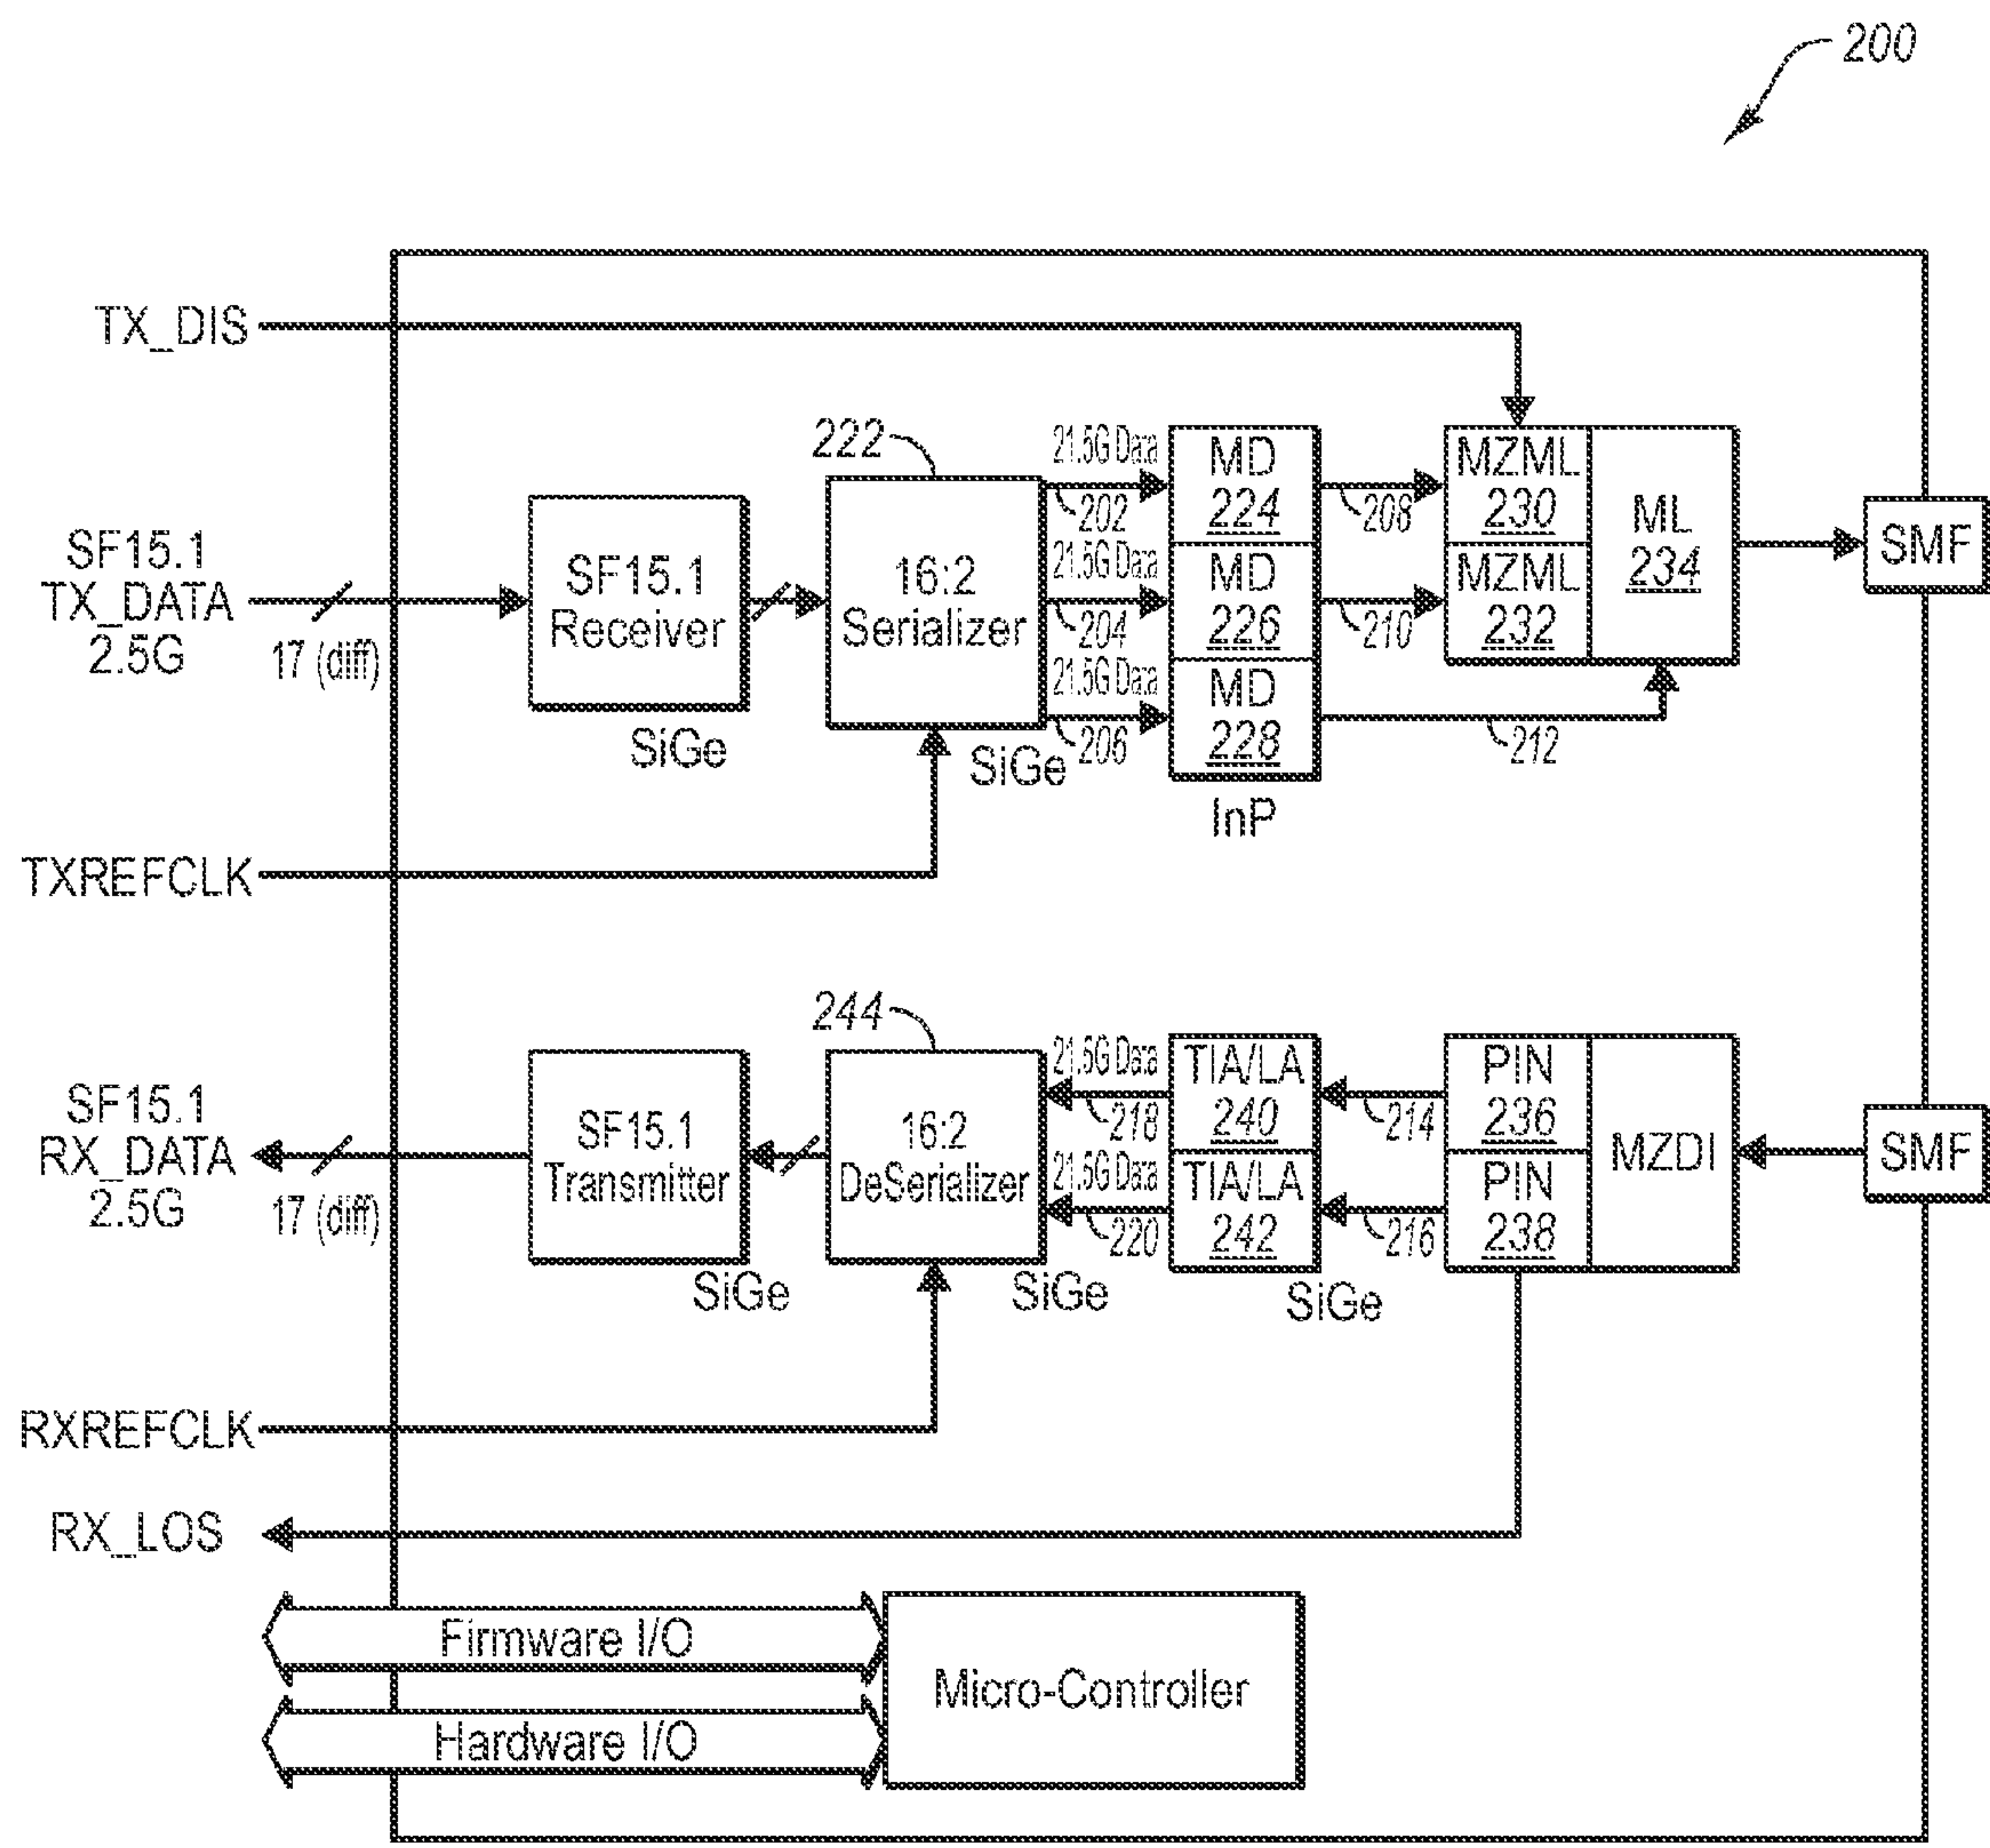 200
TX_DIS
222
21.5G Data
MD
224
MZML
230
202
208
ML
234
SMF
SF15.1
TX_DATA
2.5G
17 (diff)
SF15.1
Receiver
SiGe
16:2
Serializer
SiGe
21.5G Data
MD
226
MZML
232
204
210
21.5G Data
MD
228
206
212
InP
TXREFCLK
244
21.5G Data
TIA/LA
240
PIN
236
218
214
MZDI
SMF
SF15.1
RX_DATA
2.5G
17 (diff)
SF15.1
Transmitter
SiGe
16:2
DeSerializer
SiGe
21.5G Data
TIA/LA
242
PIN
238
220
216
SiGe
RXREFCLK
RX_LOS
Firmware I/O
Micro-Controller
Hardware I/O